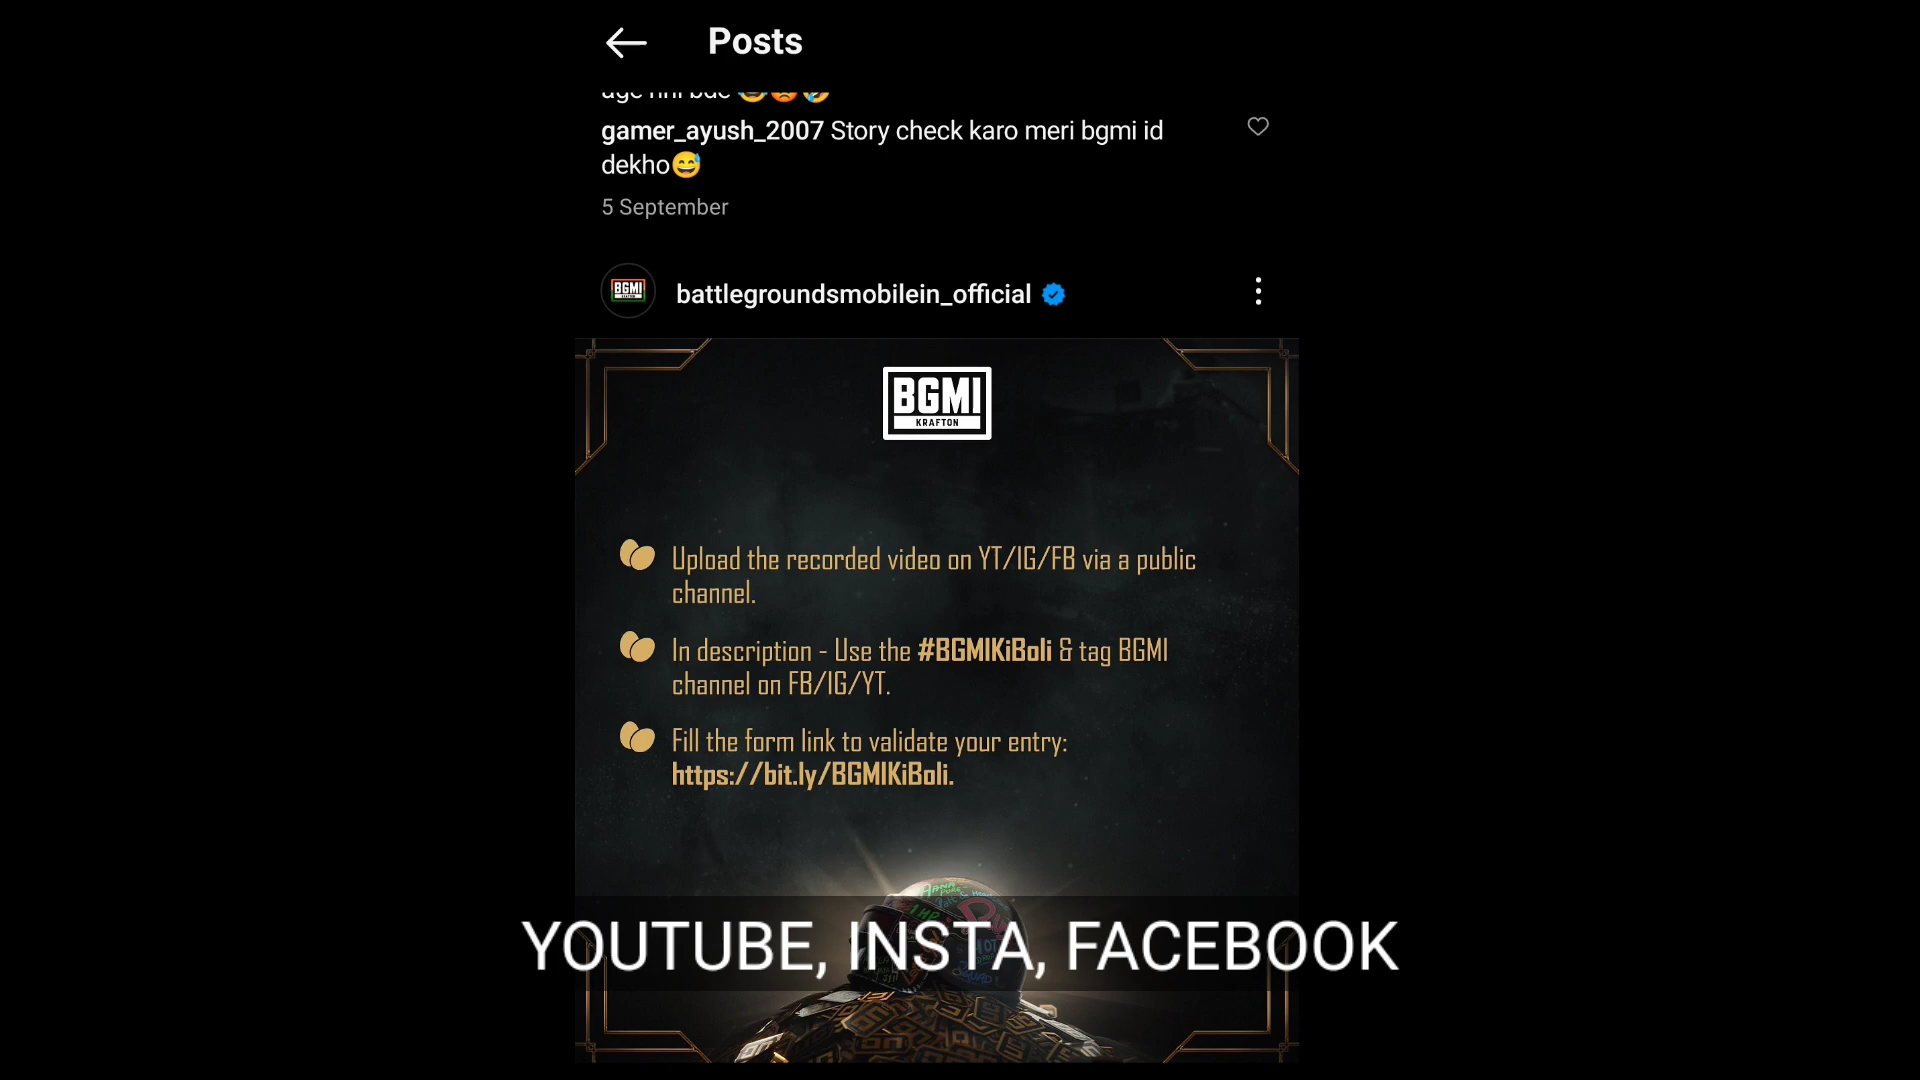 Posts
gamer_ayush_2007 Story check karo meri bgmi id
dekho😅
5 September
BGMI
battlegroundsmobilein_official
BGMI
KRAFTON
Upload the recorded video on YT/IG/FB via a public
channel.
In description - Use the #BGMIKiBoli & tag BGMI
channel on FB/IG/YT.
Fill the form link to validate your entry:
https://bit.ly/BGMIKiBoli.
YOUTUBE, INSTA, FACEBOOK